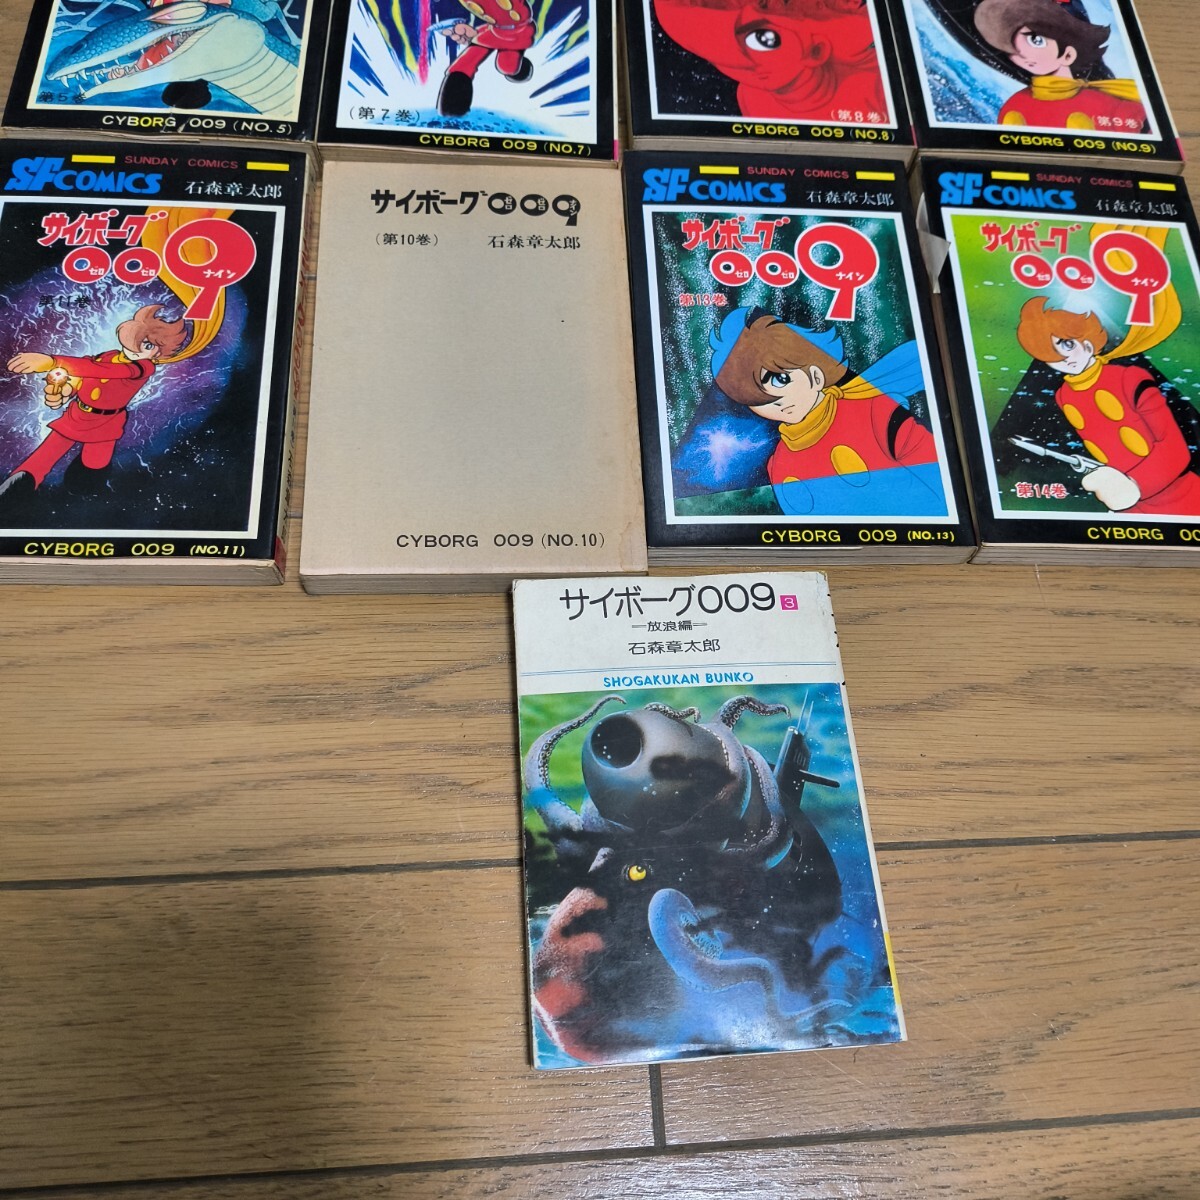 第5巻
CYBORG 009 (NO.5)
(第7巻)
CYBORG 009 (NO.7)
(第8巻)
CYBORG 009 (NO.8)
第9巻
CYBORG 009 (NO.9)
SUNDAY COMICS
SF COMICS 石森章太郎
サイボーグ
009
ゼロ ゼロ ナイン
第11巻
CYBORG 009 (NO.11)
サイボーグ009
ゼロ ゼロ ナイン
(第10巻) 石森章太郎
CYBORG 009 (NO.10)
SUNDAY COMICS
SF COMICS 石森章太郎
サイボーグ
009
ゼロ ゼロ ナイン
第13巻
CYBORG 009 (NO.13)
SUNDAY COMICS
SF COMICS 石森章太郎
サイボーグ
009
ゼロ ゼロ ナイン
第14巻
CYBORG 00
サイボーグ009 3
=放浪編=
石森章太郎
SHOGAKUKAN BUNKO